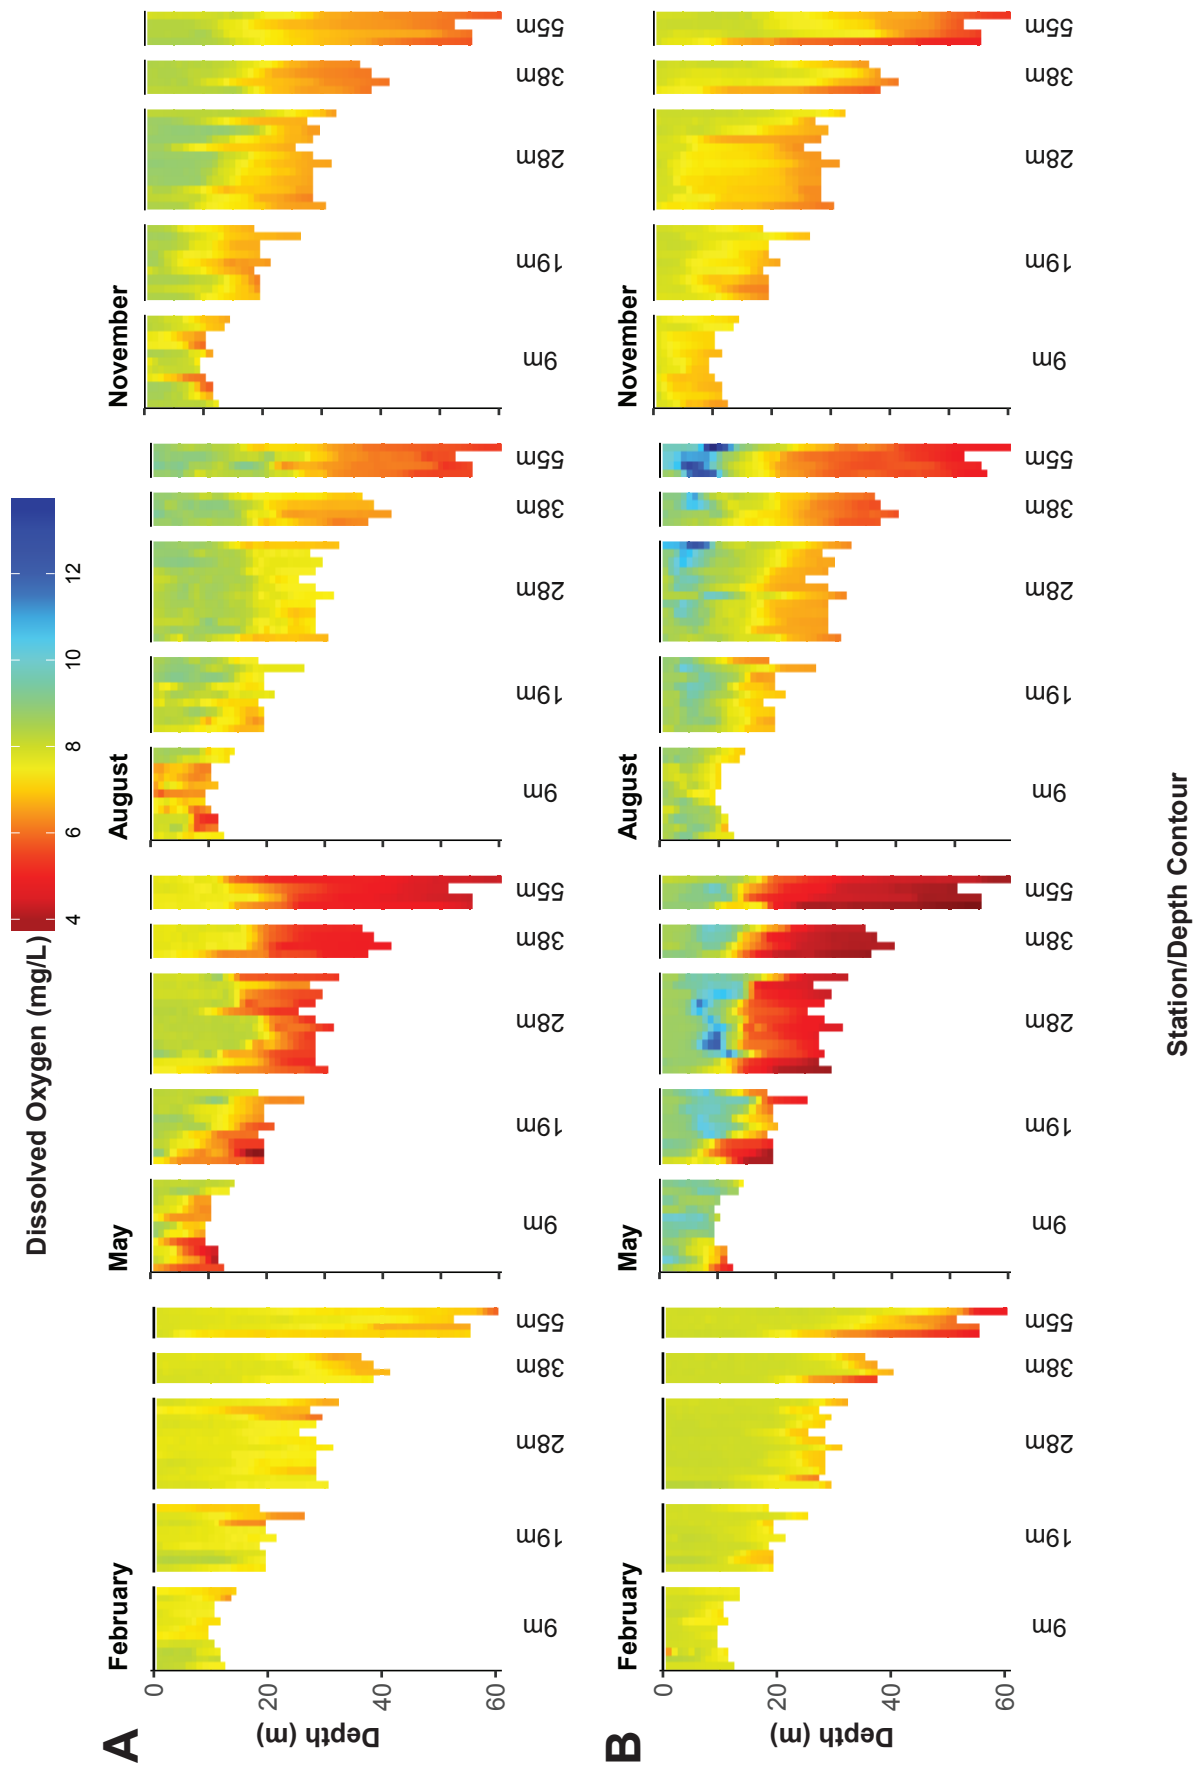 Dissolved Oxygen (mg/L)
4 6 8 10 12
A
February May August November
Depth (m)
0
20
40
60
9m 19m 28m 38m 55m 9m 19m 28m 38m 55m 9m 19m 28m 38m 55m 9m 19m 28m 38m 55m
B
February May August November
Depth (m)
0
20
40
60
9m 19m 28m 38m 55m 9m 19m 28m 38m 55m 9m 19m 28m 38m 55m 9m 19m 28m 38m 55m
Station/Depth Contour